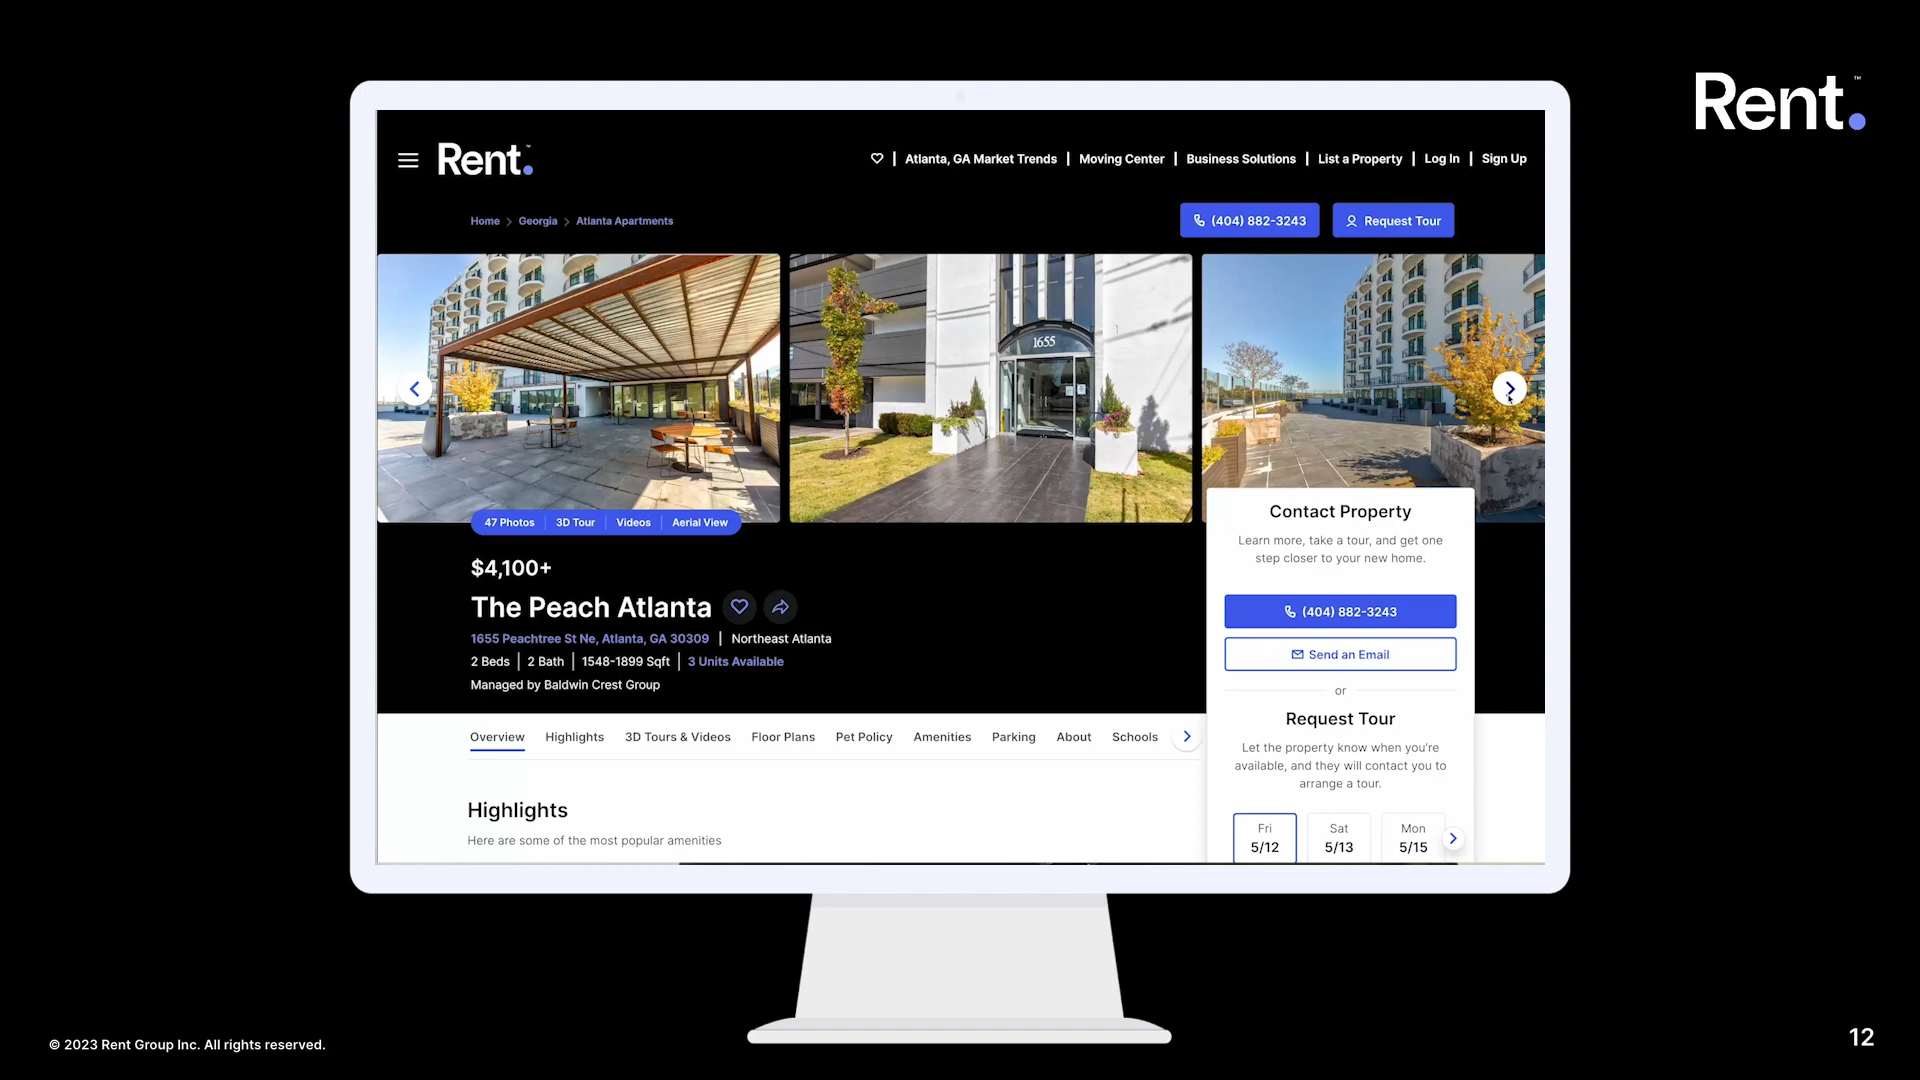 Rent.™
Rent.
Atlanta, GA Market Trends | Moving Center | Business Solutions | List a Property | Log In | Sign Up
Home > Georgia > Atlanta Apartments
(404) 882-3243
Request Tour
1655
47 Photos | 3D Tour | Videos | Aerial View
$4,100+
The Peach Atlanta
1655 Peachtree St Ne, Atlanta, GA 30309 | Northeast Atlanta
2 Beds | 2 Bath | 1548-1899 Sqft | 3 Units Available
Managed by Baldwin Crest Group
Contact Property
Learn more, take a tour, and get one
step closer to your new home.
(404) 882-3243
Send an Email
or
Request Tour
Let the property know when you're
available, and they will contact you to
arrange a tour.
Fri
5/12
Sat
5/13
Mon
5/15
Overview Highlights 3D Tours & Videos Floor Plans Pet Policy Amenities Parking About Schools
Highlights
Here are some of the most popular amenities
© 2023 Rent Group Inc. All rights reserved.
12